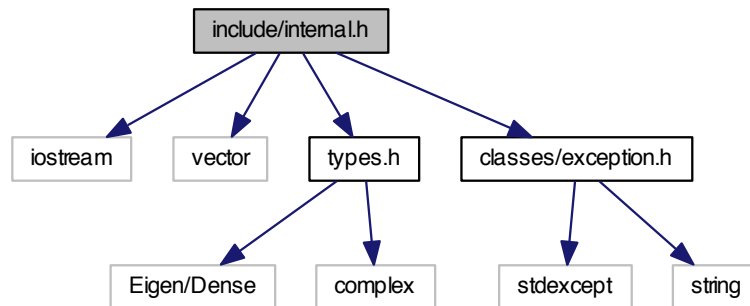 include/internal.h
iostream
vector
types.h
classes/exception.h
Eigen/Dense
complex
stdexcept
string